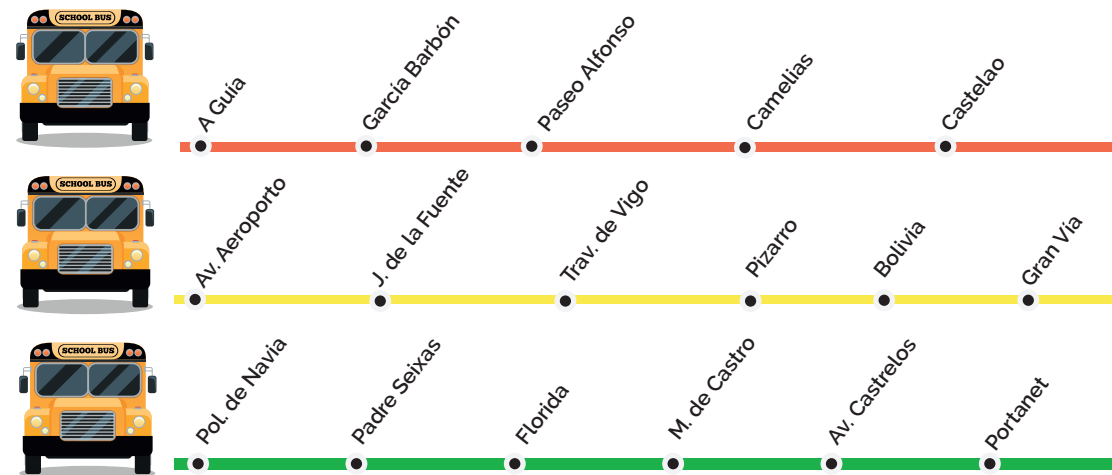 SCHOOL BUS
A Guía
García Barbón
Paseo Alfonso
Camelias
Castelao
SCHOOL BUS
Av. Aeroporto
J. de la Fuente
Trav. de Vigo
Pizarro
Bolivia
Gran Vía
SCHOOL BUS
Pol. de Navia
Padre Seixas
Florida
M. de Castro
Av. Castrelos
Portanet